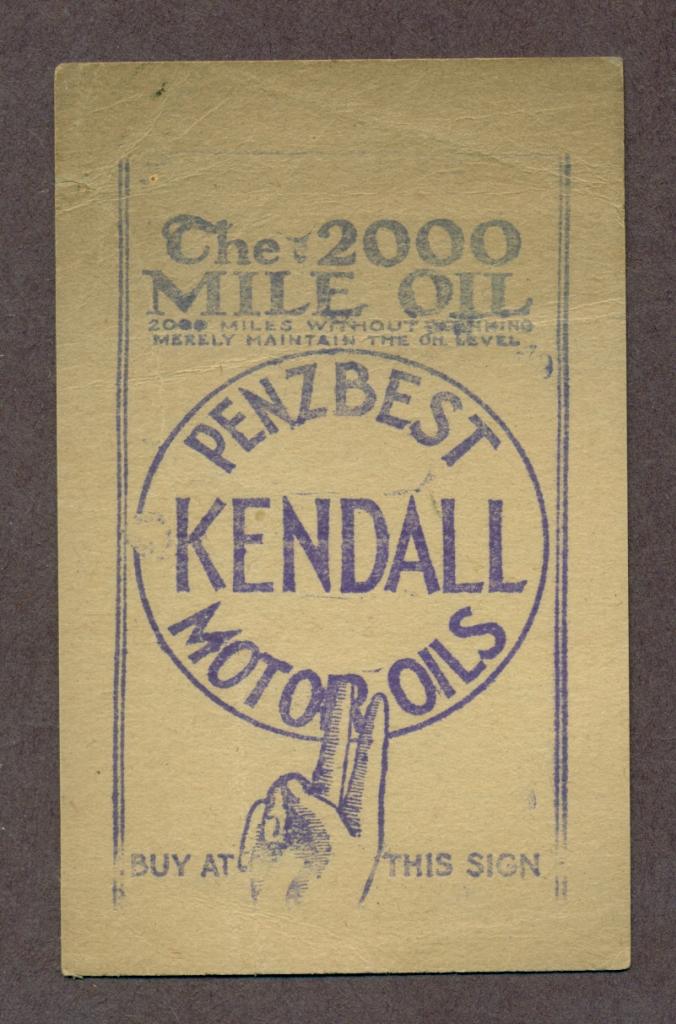 The 2000
MILE OIL
2000 MILES WITHOUT
MERELY MAINTAIN THE OIL LEVEL
PENZBEST
KENDALL
MOTOR OILS
BUY AT THIS SIGN